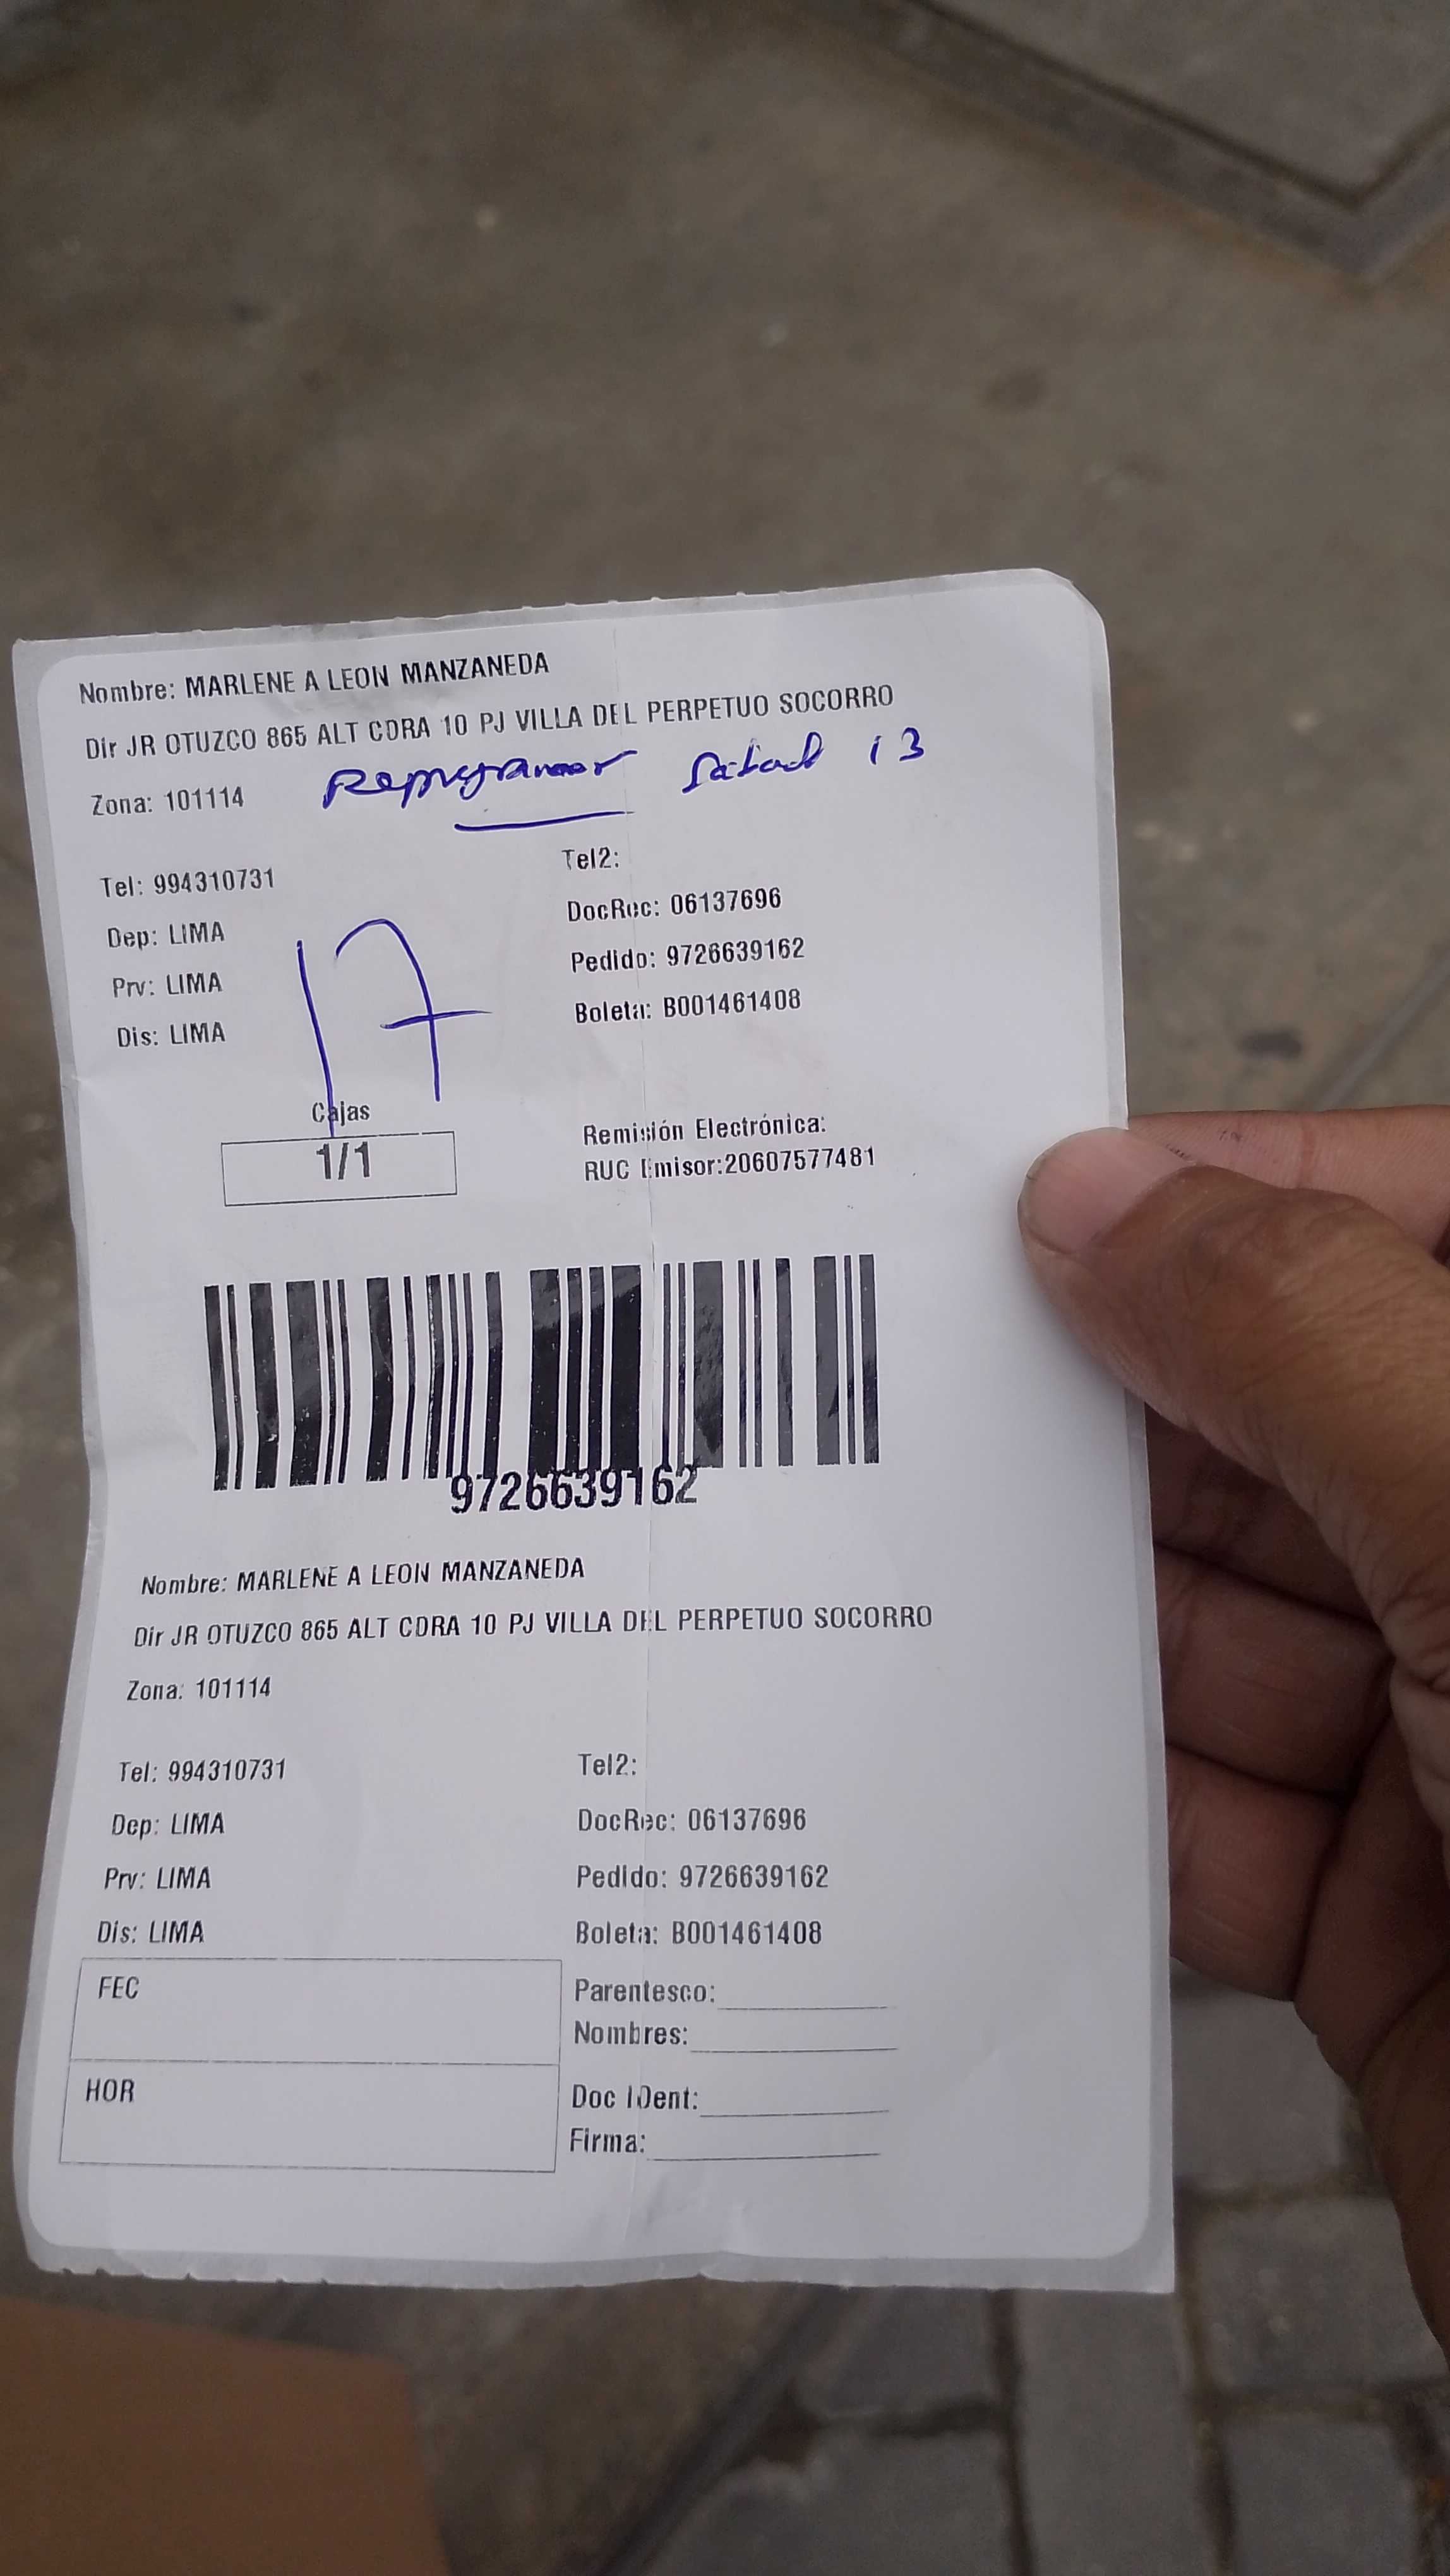 Nombre: MARLENE A LEON MANZANEDA
Dir JR OTUZCO 865 ALT CDRA 10 PJ VILLA DEL PERPETUO SOCORRO
Zona: 101114
Sabado 13
Tel: 994310731
Tel2:
Dep: LIMA
DocRec: 06137696
Prv: LIMA
Pedido: 9726639162
Dis: LIMA
Boleta: B001461408
17
Cajas
1/1
Remisión Electrónica:
RUC Emisor:20607577481
9726639162
Nombre: MARLENE A LEON MANZANEDA
Dir JR OTUZCO 865 ALT CDRA 10 PJ VILLA DEL PERPETUO SOCORRO
Zona: 101114
Tel: 994310731
Tel2:
Dep: LIMA
DocRec: 06137696
Prv: LIMA
Pedido: 9726639162
Dis: LIMA
Boleta: B001461408
FEC
Parentesco:
Nombres:
HOR
Doc IDent:
Firma: